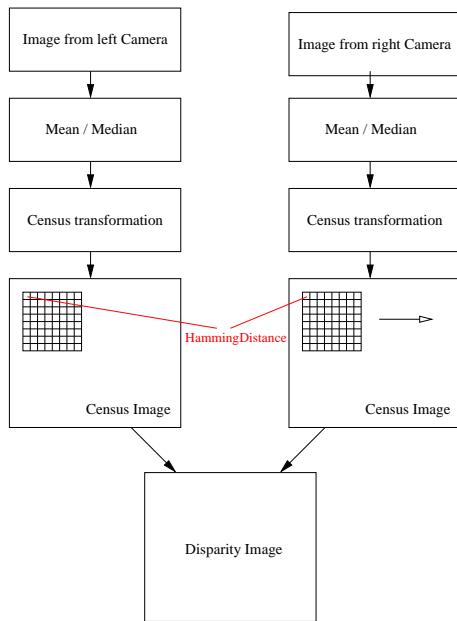 Image from left Camera
Image from right Camera
Mean / Median
Mean / Median
Census transformation
Census transformation
HammingDistance
Census Image
Census Image
Disparity Image